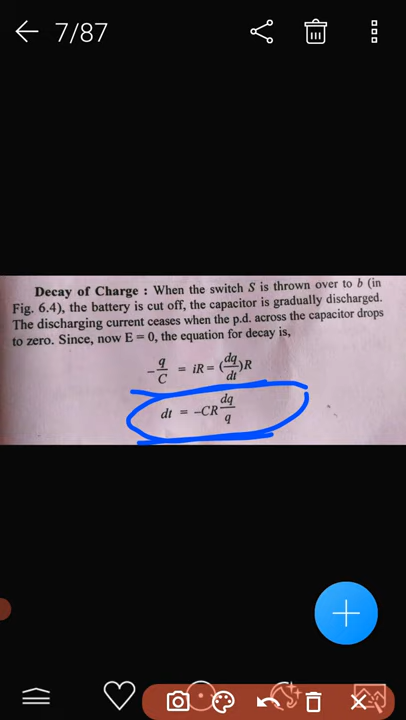 7/87
Decay of Charge : When the switch S is thrown over to b (in
Fig. 6.4), the battery is cut off, the capacitor is gradually discharged.
The discharging current ceases when the p.d. across the capacitor drops
to zero. Since, now E = 0, the equation for decay is,
-q/C = iR = (dq/dt)R
dt = -CR dq/q